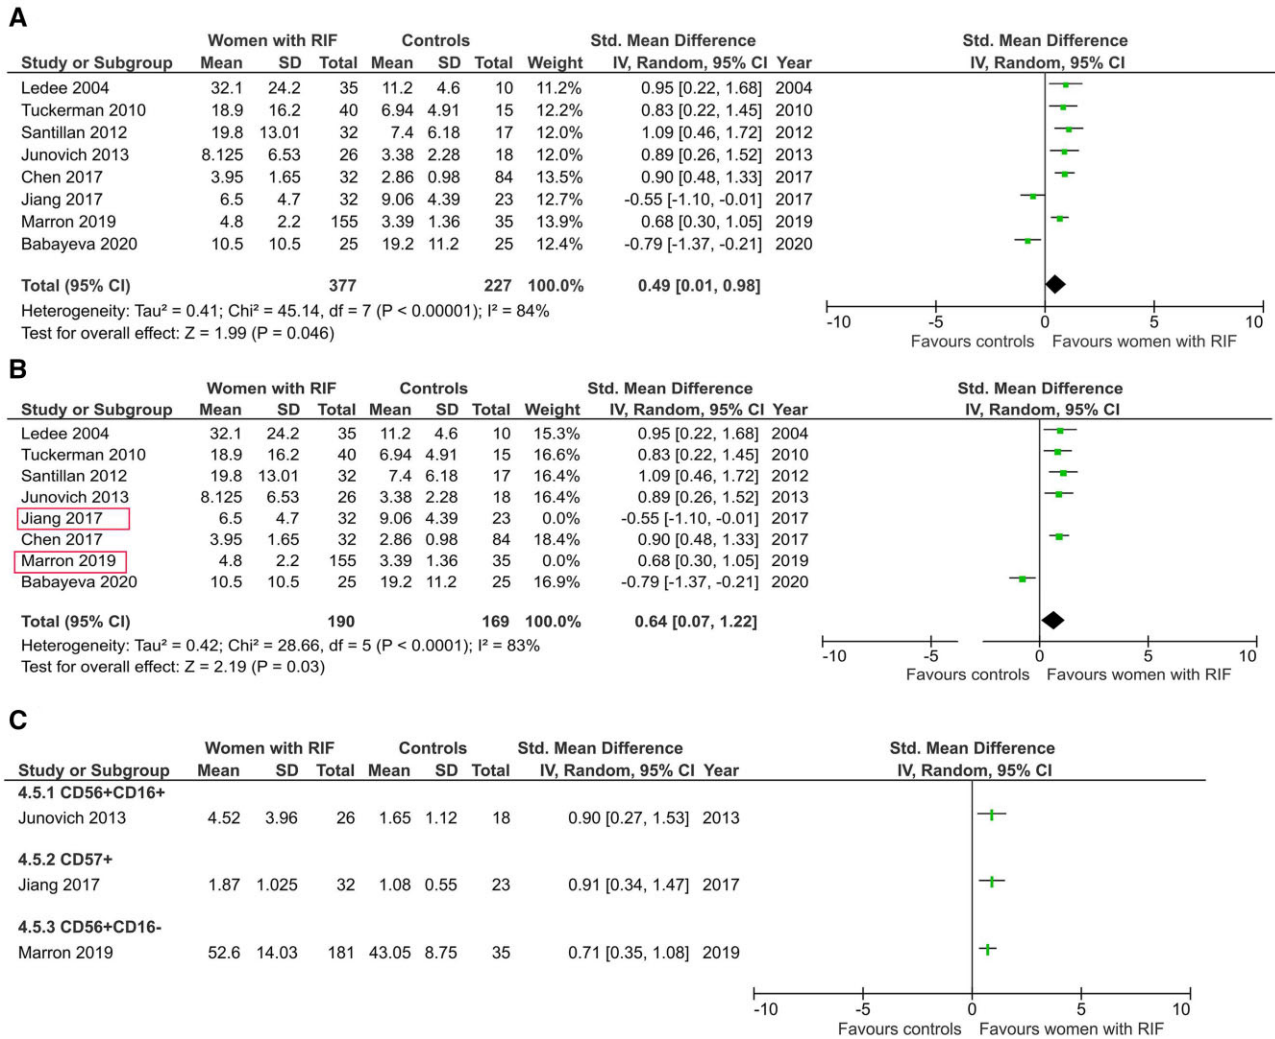 A
Women with RIF Controls Std. Mean Difference Std. Mean Difference
Study or Subgroup Mean SD Total Mean SD Total Weight IV, Random, 95% CI Year IV, Random, 95% CI
Ledee 2004 32.1 24.2 35 11.2 4.6 10 11.2% 0.95 [0.22, 1.68] 2004
Tuckerman 2010 18.9 16.2 40 6.94 4.91 15 12.2% 0.83 [0.22, 1.45] 2010
Santillan 2012 19.8 13.01 32 7.4 6.18 17 12.0% 1.09 [0.46, 1.72] 2012
Junovich 2013 8.125 6.53 26 3.38 2.28 18 12.0% 0.89 [0.26, 1.52] 2013
Chen 2017 3.95 1.65 32 2.86 0.98 84 13.5% 0.90 [0.48, 1.33] 2017
Jiang 2017 6.5 4.7 32 9.06 4.39 23 12.7% -0.55 [-1.10, -0.01] 2017
Marron 2019 4.8 2.2 155 3.39 1.36 35 13.9% 0.68 [0.30, 1.05] 2019
Babayeva 2020 10.5 10.5 25 19.2 11.2 25 12.4% -0.79 [-1.37, -0.21] 2020
Total (95% CI) 377 227 100.0% 0.49 [0.01, 0.98]
Heterogeneity: Tau² = 0.41; Chi² = 45.14, df = 7 (P < 0.00001); I² = 84%
Test for overall effect: Z = 1.99 (P = 0.046)
-10 -5 0 5 10
Favours controls Favours women with RIF
B
Women with RIF Controls Std. Mean Difference Std. Mean Difference
Study or Subgroup Mean SD Total Mean SD Total Weight IV, Random, 95% CI Year IV, Random, 95% CI
Ledee 2004 32.1 24.2 35 11.2 4.6 10 15.3% 0.95 [0.22, 1.68] 2004
Tuckerman 2010 18.9 16.2 40 6.94 4.91 15 16.6% 0.83 [0.22, 1.45] 2010
Santillan 2012 19.8 13.01 32 7.4 6.18 17 16.4% 1.09 [0.46, 1.72] 2012
Junovich 2013 8.125 6.53 26 3.38 2.28 18 16.4% 0.89 [0.26, 1.52] 2013
Jiang 2017 6.5 4.7 32 9.06 4.39 23 0.0% -0.55 [-1.10, -0.01] 2017
Chen 2017 3.95 1.65 32 2.86 0.98 84 18.4% 0.90 [0.48, 1.33] 2017
Marron 2019 4.8 2.2 155 3.39 1.36 35 0.0% 0.68 [0.30, 1.05] 2019
Babayeva 2020 10.5 10.5 25 19.2 11.2 25 16.9% -0.79 [-1.37, -0.21] 2020
Total (95% CI) 190 169 100.0% 0.64 [0.07, 1.22]
Heterogeneity: Tau² = 0.42; Chi² = 28.66, df = 5 (P < 0.0001); I² = 83%
Test for overall effect: Z = 2.19 (P = 0.03)
-10 -5 0 5 10
Favours controls Favours women with RIF
C
Women with RIF Controls Std. Mean Difference Std. Mean Difference
Study or Subgroup Mean SD Total Mean SD Total IV, Random, 95% CI Year IV, Random, 95% CI
4.5.1 CD56+CD16+
Junovich 2013 4.52 3.96 26 1.65 1.12 18 0.90 [0.27, 1.53] 2013
4.5.2 CD57+
Jiang 2017 1.87 1.025 32 1.08 0.55 23 0.91 [0.34, 1.47] 2017
4.5.3 CD56+CD16-
Marron 2019 52.6 14.03 181 43.05 8.75 35 0.71 [0.35, 1.08] 2019
-10 -5 0 5 10
Favours controls Favours women with RIF